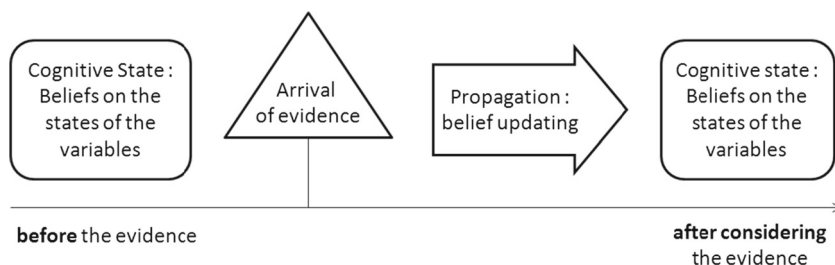 Cognitive State :
Beliefs on the
states of the
variables
Arrival
of evidence
Propagation :
belief updating
Cognitive state :
Beliefs on the
states of the
variables
before the evidence
after considering
the evidence